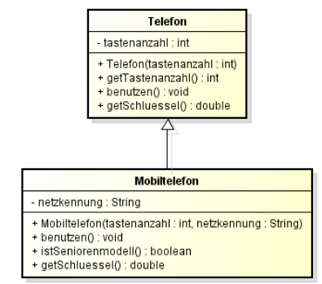 Telefon
- tastenanzahl : int
+ Telefon(tastenanzahl : int)
+ getTastenanzahl() : int
+ benutzen() : void
+ getSchluessel() : double
Mobiltelefon
- netzkennung : String
+ Mobiltelefon(tastenanzahl : int, netzkennung : String)
+ benutzen() : void
+ istSeniorenmodell() : boolean
+ getSchluessel() : double